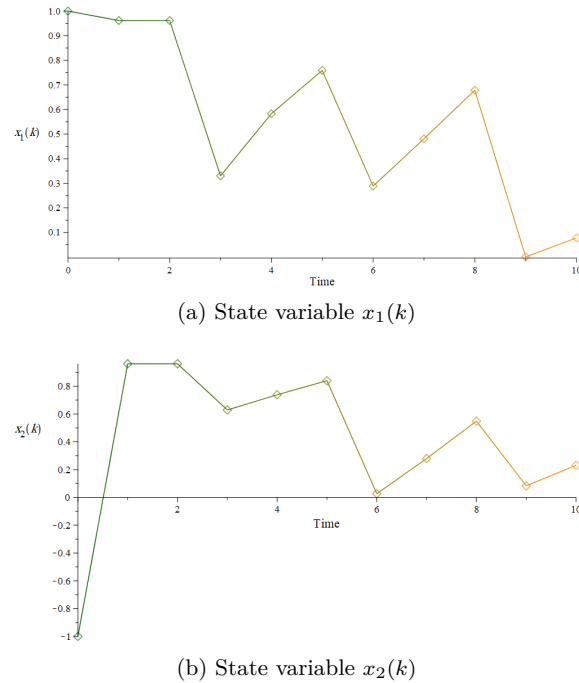 1.0
0.9
0.8
0.7
0.6
x₁(k)
0.5
0.4
0.3
0.2
0.1
0 2 4 6 8 10
Time
(a) State variable x₁(k)
0.8
0.6
x₂(k)
0.4
0.2
0
2 4 6 8 10
Time
−0.2
−0.4
−0.6
−0.8
−1
(b) State variable x₂(k)